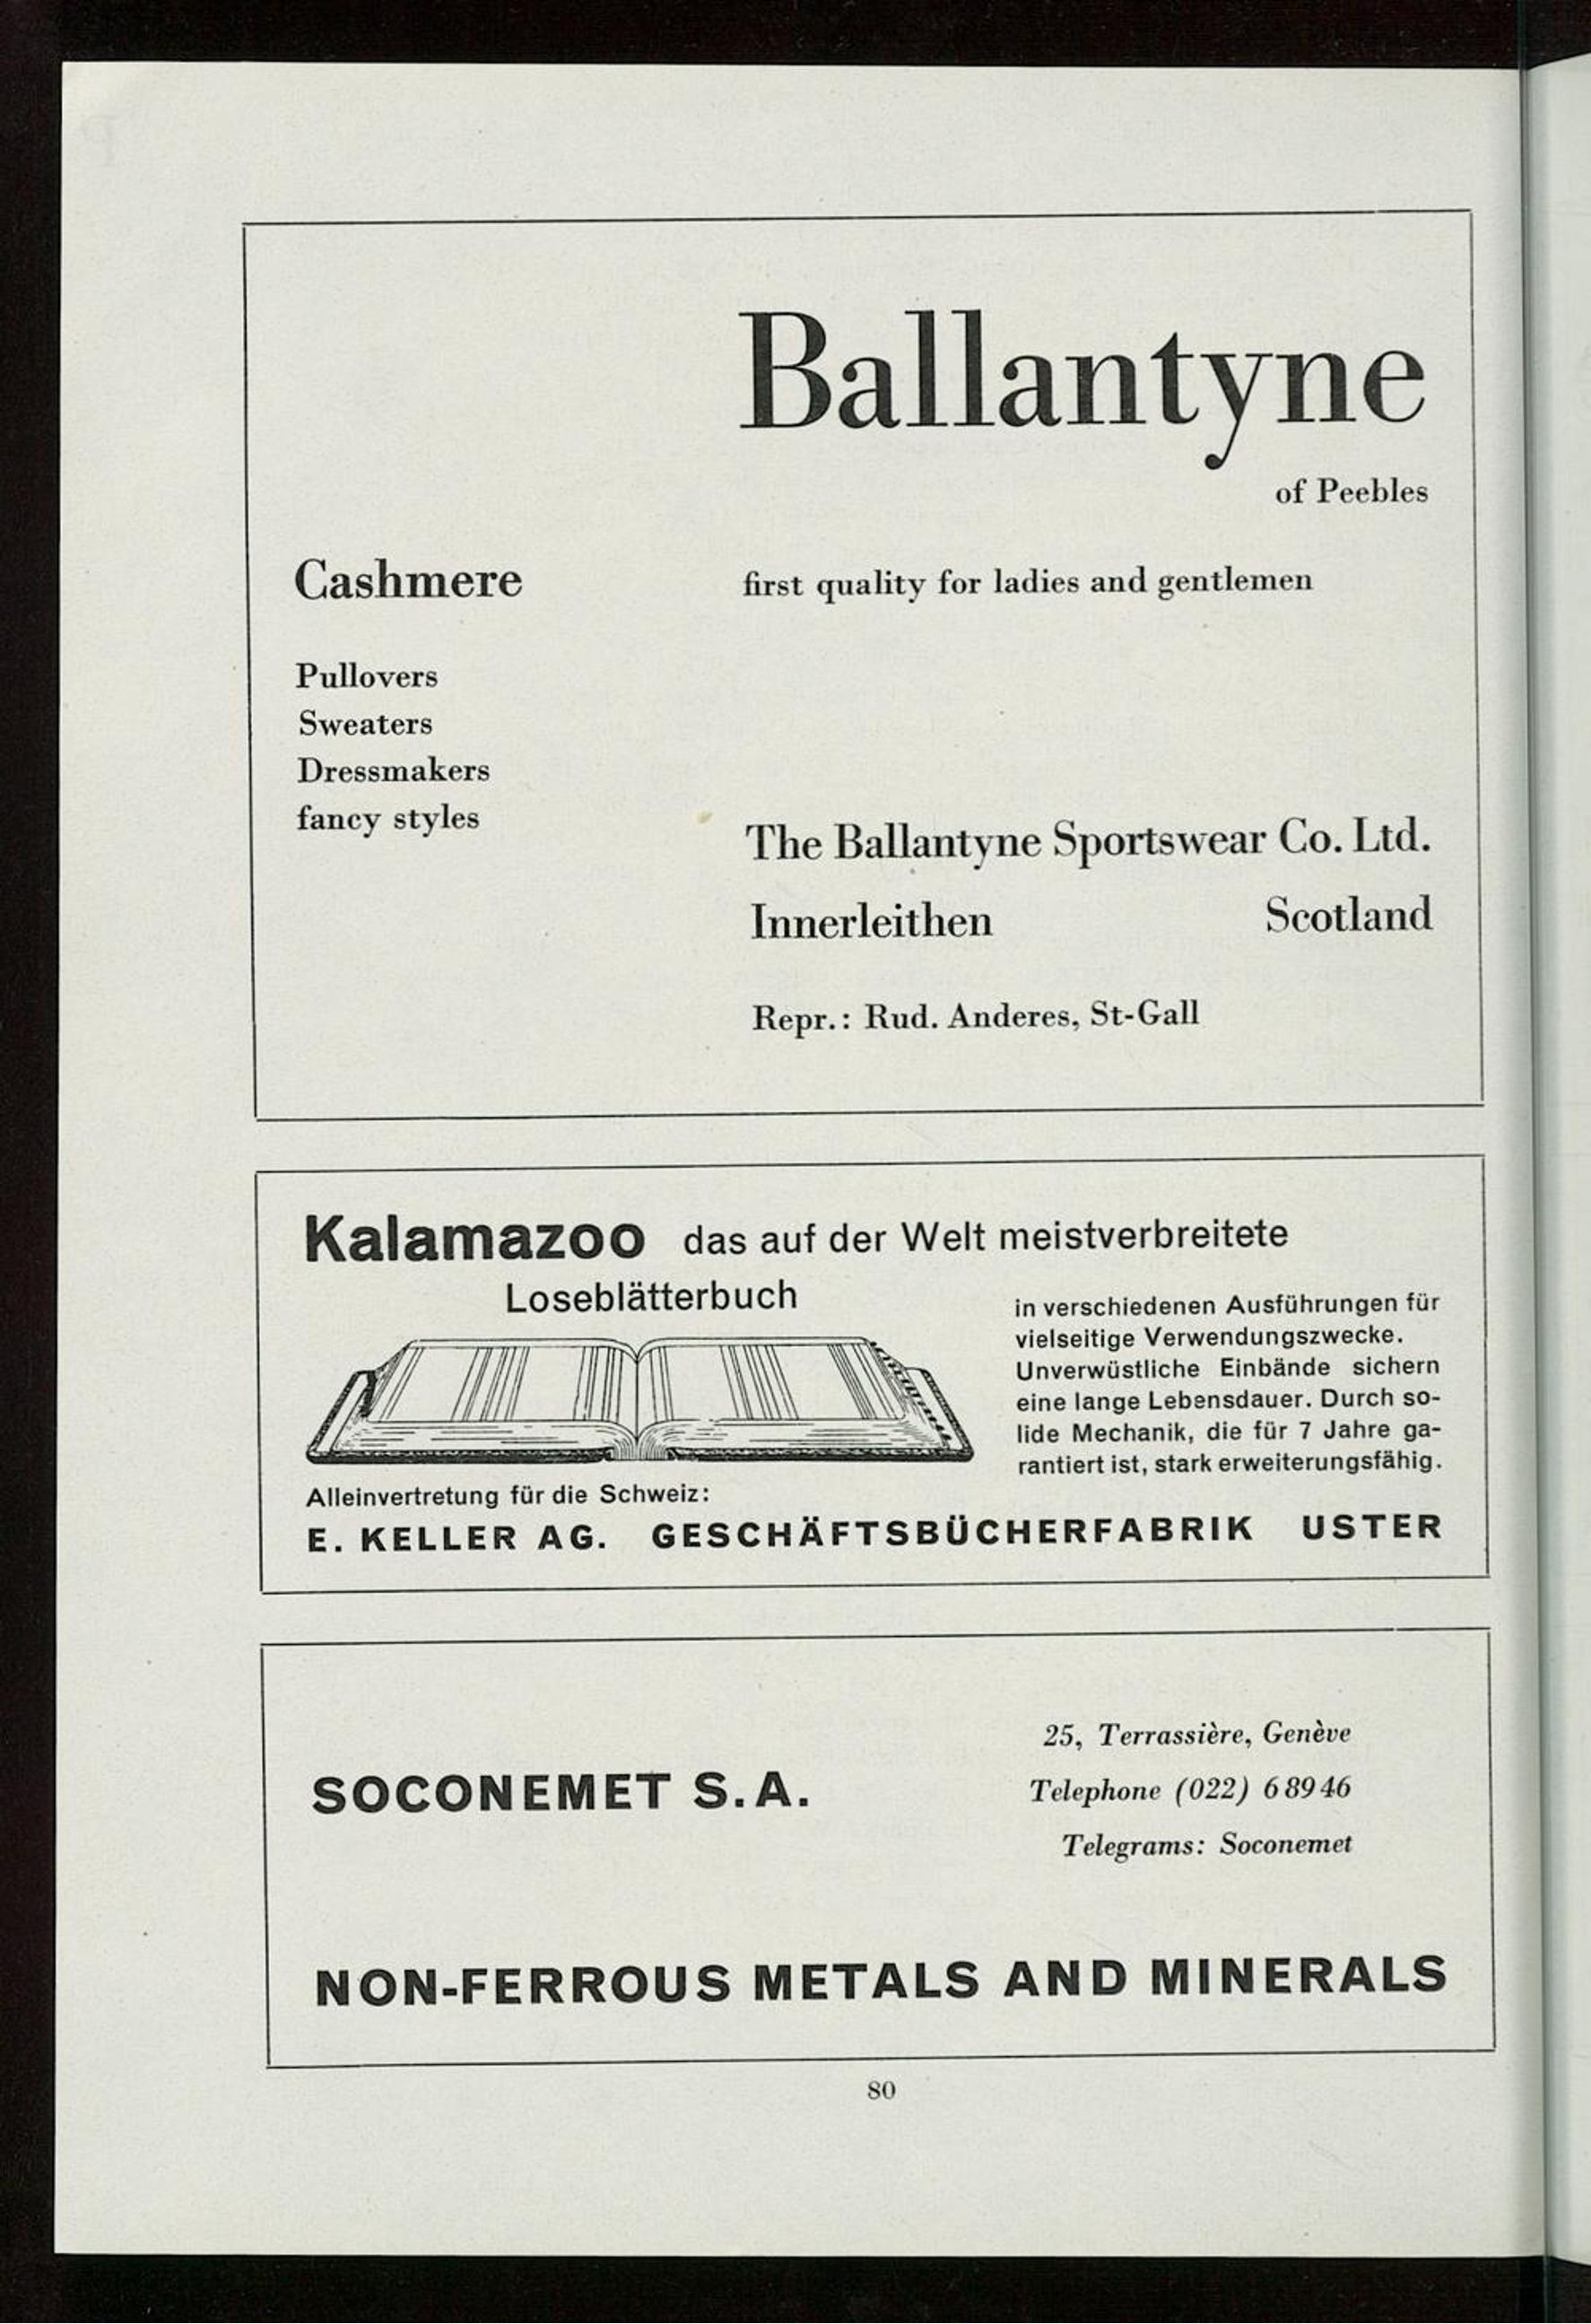 Ballantyne
of Peebles
Cashmere first quality for ladies and gentlemen
Pullovers
Sweaters
Dressmakers
fancy styles
The Ballantyne Sportswear Co. Ltd.
Innerleithen Scotland
Repr.: Rud. Anderes, St-Gall
Kalamazoo das auf der Welt meistverbreitete
Loseblätterbuch
in verschiedenen Ausführungen für
vielseitige Verwendungszwecke.
Unverwüstliche Einbände sichern
eine lange Lebensdauer. Durch so-
lide Mechanik, die für 7 Jahre ga-
rantiert ist, stark erweiterungsfähig.
Alleinvertretung für die Schweiz:
E. KELLER AG. GESCHÄFTSBÜCHERFABRIK USTER
SOCONEMET S.A.
25, Terrassière, Genève
Telephone (022) 6 89 46
Telegrams: Soconemet
NON-FERROUS METALS AND MINERALS
80